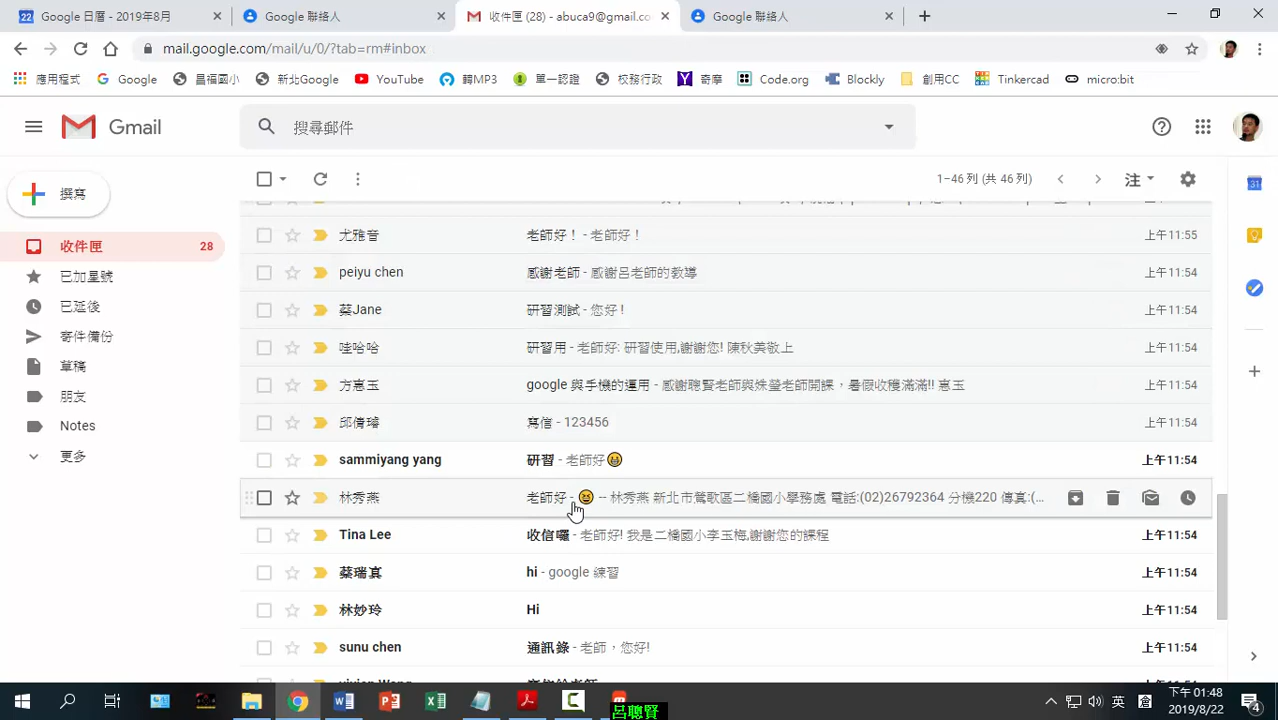 Google 日曆 - 2019年8月
Google 聯絡人
收件匣 (28) - abuca9@gmail.co
Google 聯絡人
mail.google.com/mail/u/0/?tab=rm#inbox
應用程式 Google 昌福國小 新北Google YouTube 轉MP3 單一認證 校務行政 奇摩 Code.org Blockly 創用CC Tinkercad micro:bit
Gmail
搜尋郵件
撰寫
1–46 列 (共 46 列)
注
收件匣 28
已加星號
已延後
寄件備份
草稿
朋友
Notes
更多
尤雅音 老師好！ - 老師好！ 上午11:55
peiyu chen 感謝老師 - 感謝呂老師的教導 上午11:54
蔡Jane 研習測試 - 您好！ 上午11:54
哇哈哈 研習用 - 老師好: 研習使用,謝謝您! 陳秋美敬上 上午11:54
方惠玉 google 與手機的運用 - 感謝聰賢老師與姝瑩老師開課，暑假收穫滿滿!! 惠玉 上午11:54
邱倩璿 寫信 - 123456 上午11:54
sammiyang yang 研習 - 老師好😀 上午11:54
林秀燕 老師好 - 😆 -- 林秀燕 新北市鶯歌區二橋國小學務處 電話:(02)26792364 分機220 傳真:(...
Tina Lee 收信囉 - 老師好! 我是二橋國小李玉梅,謝謝您的課程 上午11:54
蔡瑞真 hi - google 練習 上午11:54
林妙玲 Hi 上午11:54
sunu chen 通訊錄 - 老師，您好! 上午11:54
英
下午 01:48
2019/8/22
4
呂聰賢